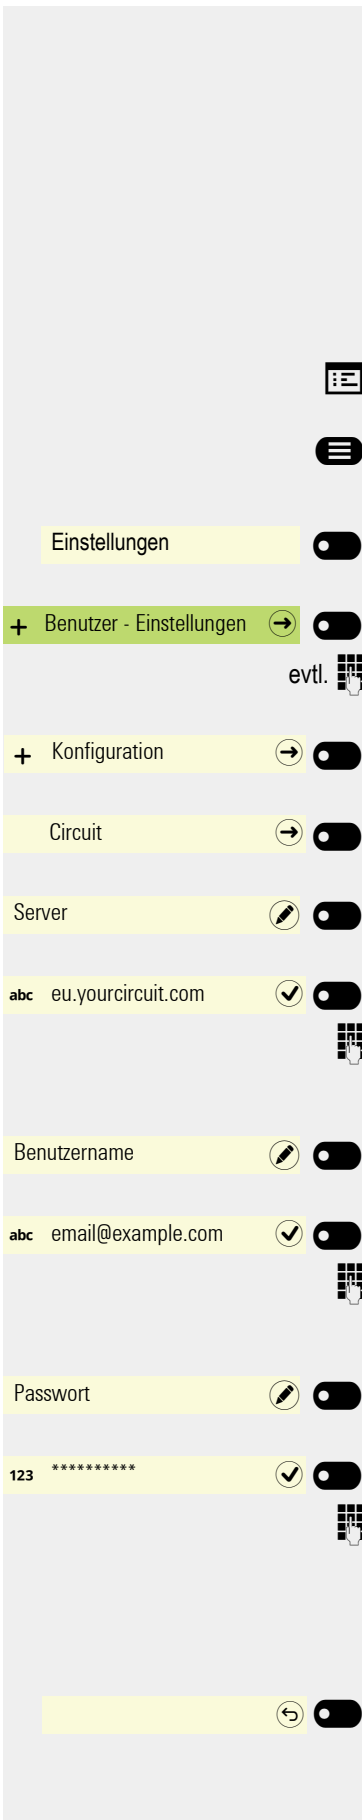 Einstellungen
+ Benutzer - Einstellungen
evtl.
+ Konfiguration
Circuit
Server
abc eu.yourcircuit.com
Benutzername
abc email@example.com
Passwort
123 **********